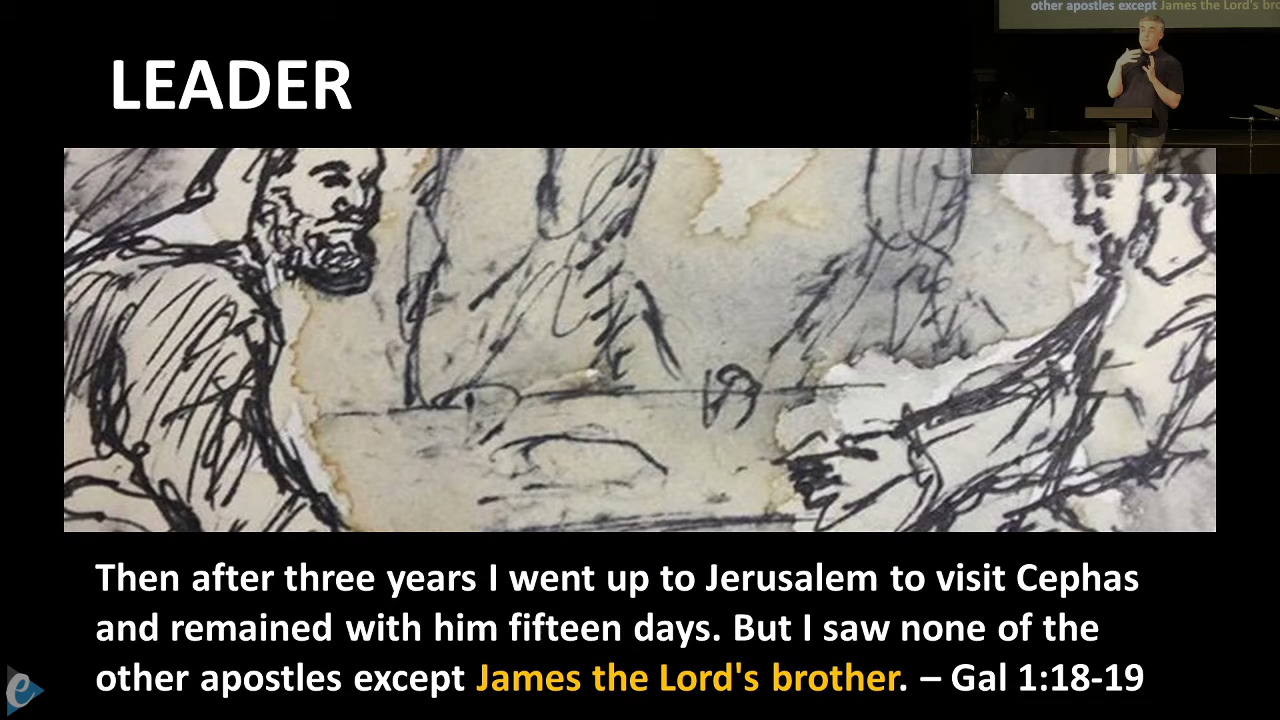 other apostles except James the Lord's bro
LEADER
Then after three years I went up to Jerusalem to visit Cephas
and remained with him fifteen days. But I saw none of the
other apostles except James the Lord's brother. – Gal 1:18-19